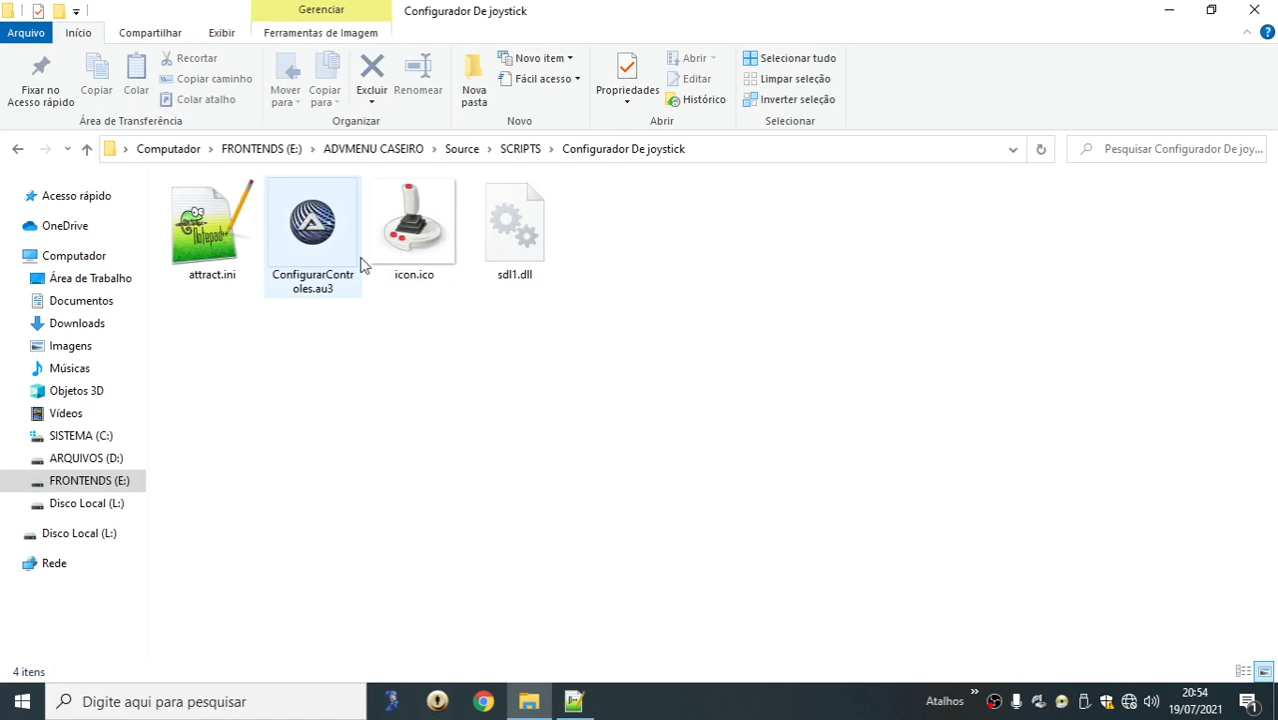 Gerenciar
Configurador De joystick
Arquivo
Início
Compartilhar
Exibir
Ferramentas de Imagem
Fixar no
Acesso rápido
Copiar
Colar
Recortar
Copiar caminho
Colar atalho
Área de Transferência
Mover
para
Copiar
para
Excluir
Renomear
Organizar
Nova
pasta
Novo item
Fácil acesso
Novo
Propriedades
Abrir
Editar
Histórico
Abrir
Selecionar tudo
Limpar seleção
Inverter seleção
Selecionar
Computador > FRONTENDS (E:) > ADVMENU CASEIRO > Source > SCRIPTS > Configurador De joystick
Pesquisar Configurador De joy...
Acesso rápido
OneDrive
Computador
Área de Trabalho
Documentos
Downloads
Imagens
Músicas
Objetos 3D
Vídeos
SISTEMA (C:)
ARQUIVOS (D:)
FRONTENDS (E:)
Disco Local (L:)
Disco Local (L:)
Rede
Notepad++
attract.ini
ConfigurarContr
oles.au3
icon.ico
sdl1.dll
4 itens
Digite aqui para pesquisar
Atalhos
20:54
19/07/2021
1